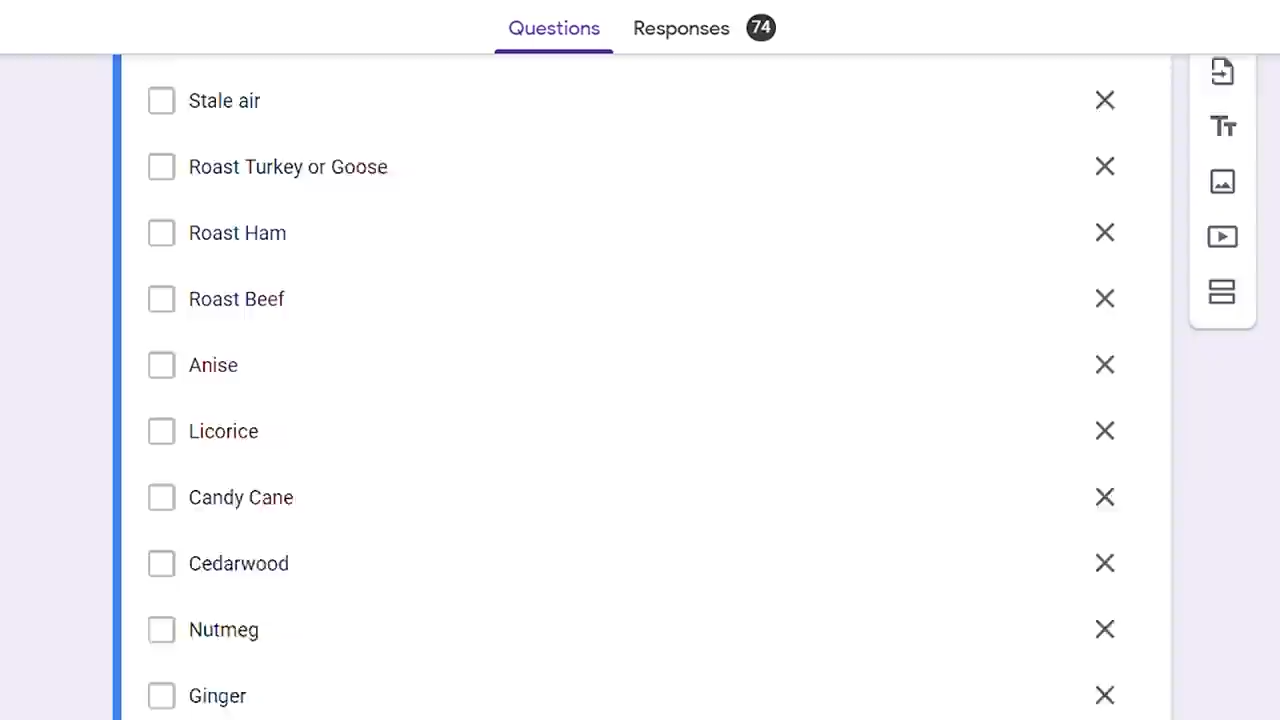 Questions Responses 74
Stale air
Roast Turkey or Goose
Roast Ham
Roast Beef
Anise
Licorice
Candy Cane
Cedarwood
Nutmeg
Ginger